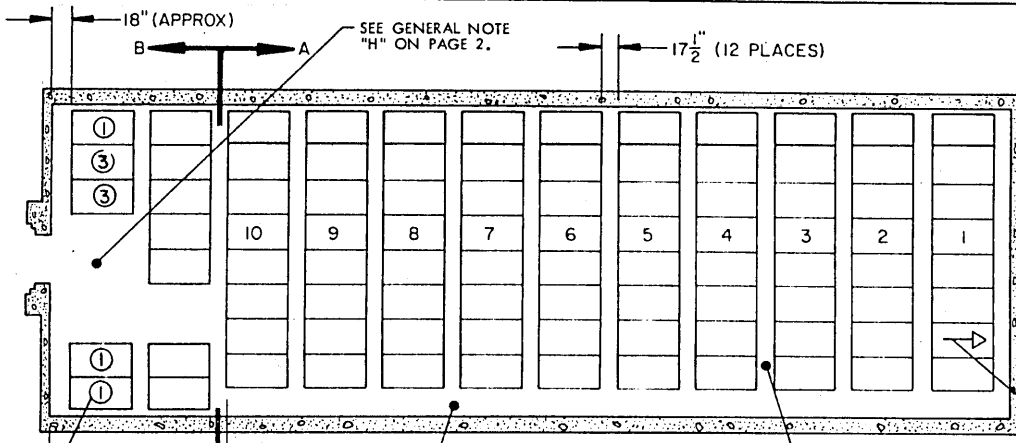 18" (APPROX)
SEE GENERAL NOTE
"H" ON PAGE 2.
B A
17 1/2" (12 PLACES)
1
3
3
10 9 8 7 6 5 4 3 2 1
1
1